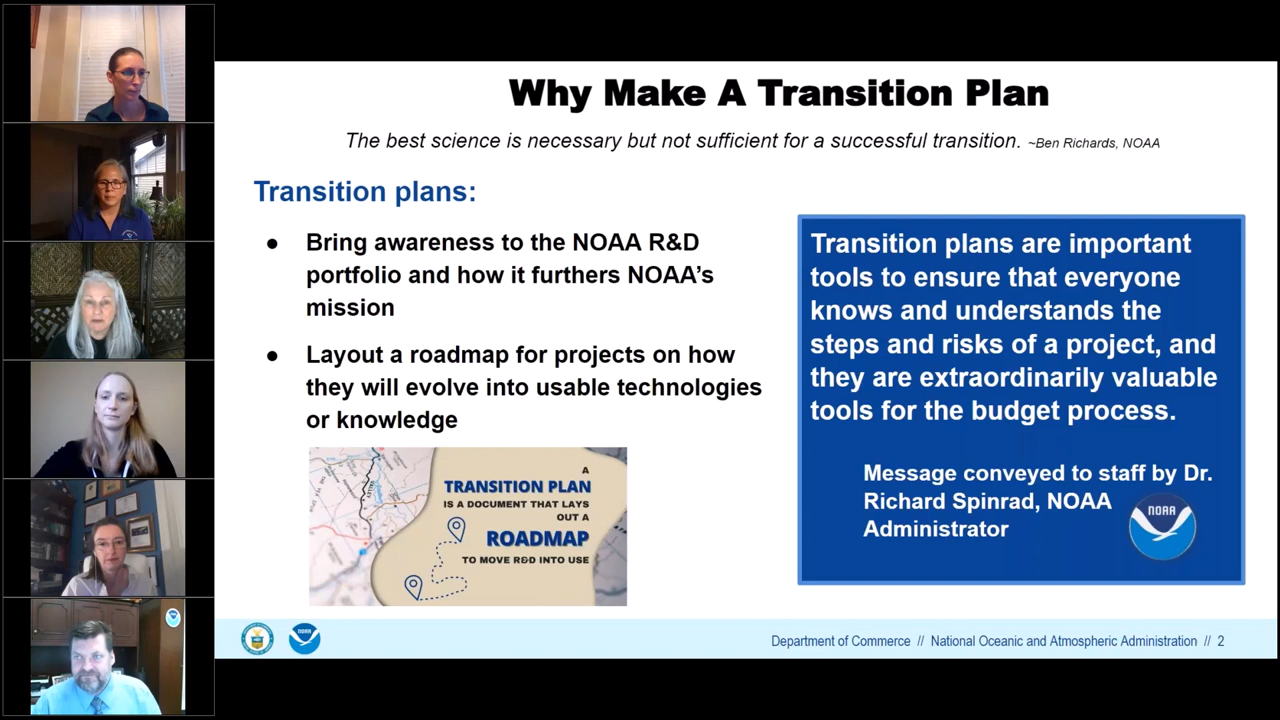 Why Make A Transition Plan
The best science is necessary but not sufficient for a successful transition. ~Ben Richards, NOAA
Transition plans:
● Bring awareness to the NOAA R&D
portfolio and how it furthers NOAA’s
mission
● Layout a roadmap for projects on how
they will evolve into usable technologies
or knowledge
A
TRANSITION PLAN
IS A DOCUMENT THAT LAYS
OUT A
ROADMAP
TO MOVE R&D INTO USE
VALLEY
Transition plans are important
tools to ensure that everyone
knows and understands the
steps and risks of a project, and
they are extraordinarily valuable
tools for the budget process.
Message conveyed to staff by Dr.
Richard Spinrad, NOAA
Administrator
NOAA
NOAA
Department of Commerce // National Oceanic and Atmospheric Administration // 2